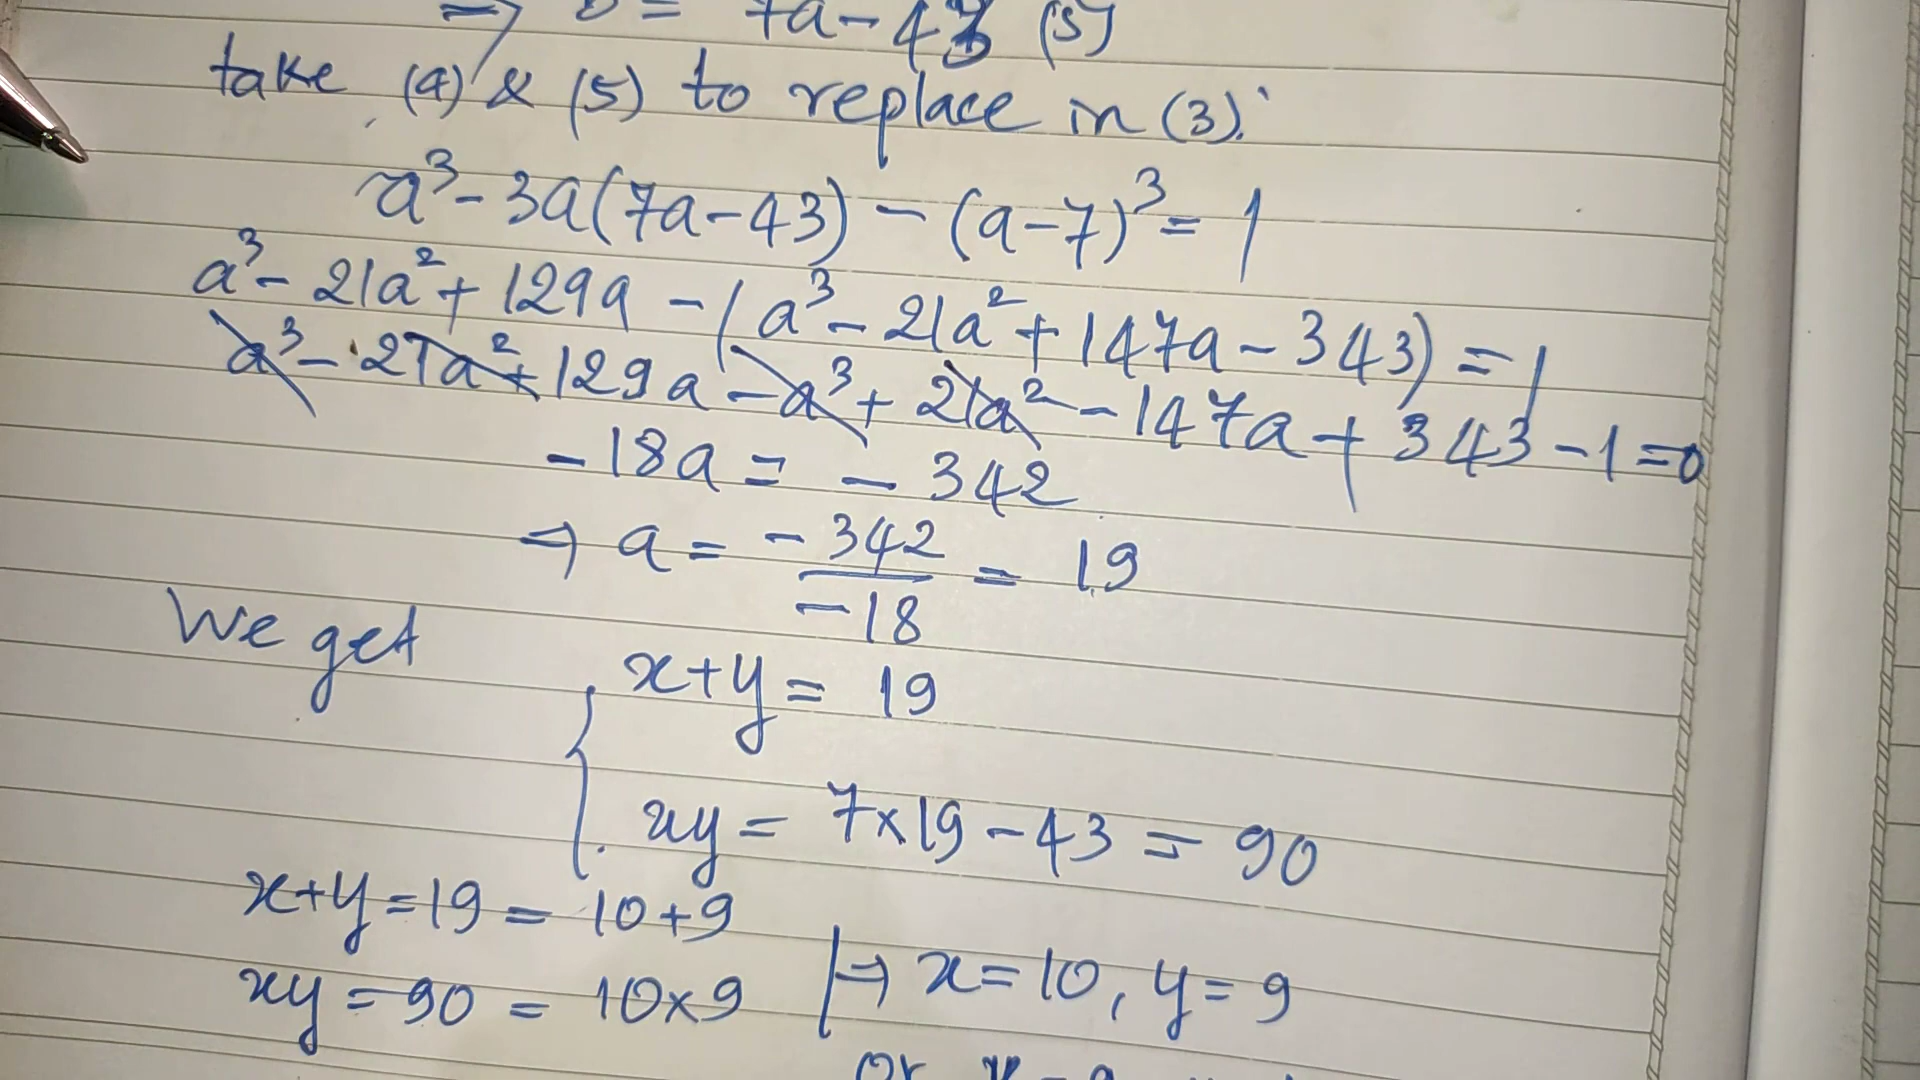 ⇒ b = 7a - 43 (5)
take (4) & (5) to replace in (3).
a³ - 3a(7a - 43) - (a - 7)³ = 1
a³ - 21a² + 129a - (a³ - 21a² + 147a - 343) = 1
a³ - 21a² + 129a - a³ + 21a² - 147a + 343 - 1 = 0
-18a = -342
⇒ a = -342/-18 = 19
We get
x+y = 19
xy = 7×19 - 43 = 90
x+y = 19 = 10+9
xy = 90 = 10×9 ⇒ x = 10, y = 9
or x = 9